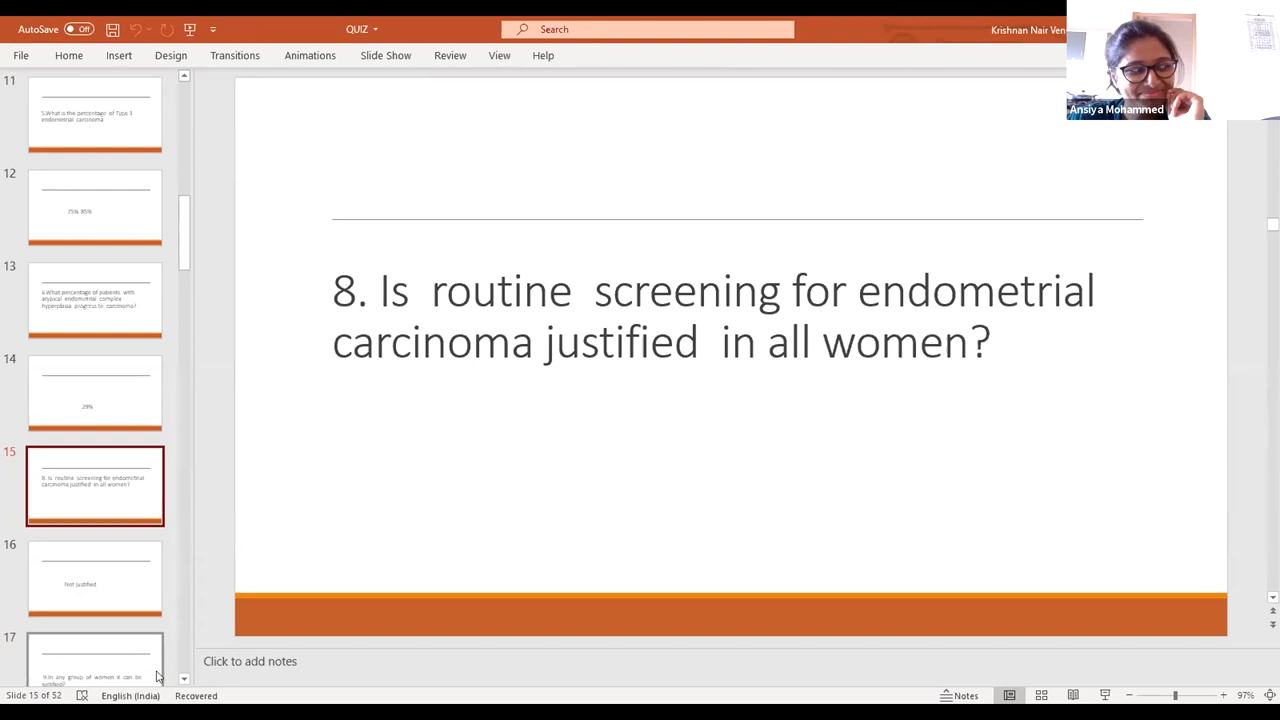 AutoSave Off QUIZ Search Krishnan Nair Ven
File Home Insert Design Transitions Animations Slide Show Review View Help
Ansiya Mohammed
11
5.What is the percentage of Type 1
endometrial carcinoma
12
75% 85%
13
6.What percentage of patients with
atypical endometrial complex
hyperplasia progress to carcinoma?
14
29%
15
8. Is routine screening for endometrial
carcinoma justified in all women?
16
Not justified
17
9.In any group of women it can be
justified?
8. Is routine screening for endometrial
carcinoma justified in all women?
Click to add notes
Slide 15 of 52 English (India) Recovered Notes 97%